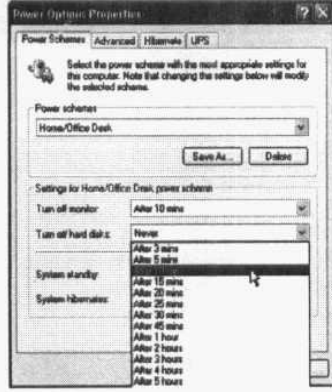 Power Options Properties
Power Schemes Advanced Hibernate UPS
Select the power scheme with the most appropriate settings for
this computer. Note that changing the settings below will modify
the selected scheme.
Power schemes
Home/Office Desk
Save As... Delete
Settings for Home/Office Desk power scheme
Turn off monitor: After 10 mins
Turn off hard disks: Never
After 3 mins
After 5 mins
System standby:
After 15 mins
After 20 mins
System hibernates:
After 25 mins
After 30 mins
After 45 mins
After 1 hour
After 2 hours
After 3 hours
After 4 hours
After 5 hours